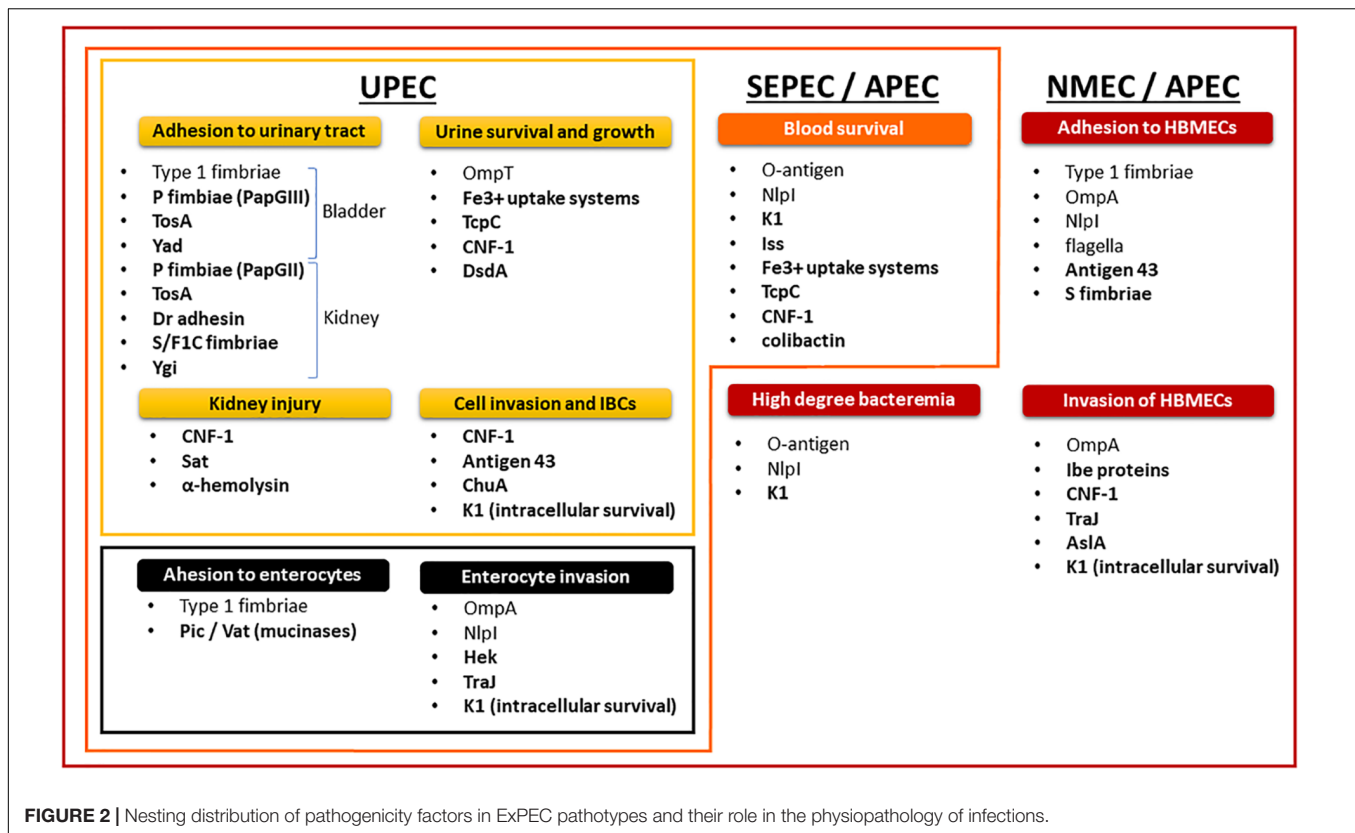 UPEC
Adhesion to urinary tract
• Type 1 fimbriae
• P fimbiae (PapGIII)
• TosA
• Yad
Bladder
• P fimbiae (PapGII)
• TosA
• Dr adhesin
• S/F1C fimbriae
• Ygi
Kidney
Urine survival and growth
• OmpT
• Fe3+ uptake systems
• TcpC
• CNF-1
• DsdA
Kidney injury
• CNF-1
• Sat
• α-hemolysin
Cell invasion and IBCs
• CNF-1
• Antigen 43
• ChuA
• K1 (intracellular survival)
Ahesion to enterocytes
• Type 1 fimbriae
• Pic / Vat (mucinases)
Enterocyte invasion
• OmpA
• NlpI
• Hek
• TraJ
• K1 (intracellular survival)
SEPEC / APEC
Blood survival
• O-antigen
• NlpI
• K1
• Iss
• Fe3+ uptake systems
• TcpC
• CNF-1
• colibactin
High degree bacteremia
• O-antigen
• NlpI
• K1
NMEC / APEC
Adhesion to HBMECs
• Type 1 fimbriae
• OmpA
• NlpI
• flagella
• Antigen 43
• S fimbriae
Invasion of HBMECs
• OmpA
• Ibe proteins
• CNF-1
• TraJ
• AslA
• K1 (intracellular survival)
FIGURE 2 | Nesting distribution of pathogenicity factors in ExPEC pathotypes and their role in the physiopathology of infections.